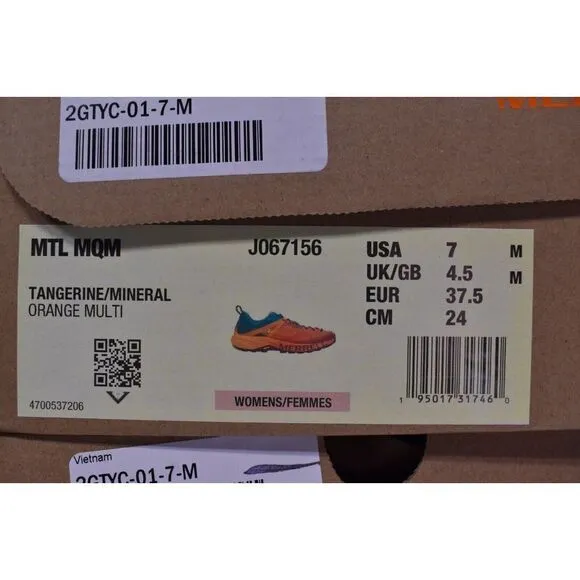 2GTYC-01-7-M
MTL MQM J067156
TANGERINE/MINERAL
ORANGE MULTI
4700537206
MERRELL
WOMENS/FEMMES
USA 7 M
UK/GB 4.5 M
EUR 37.5
CM 24
1 95017 31746 0
Vietnam
2GTYC-01-7-M